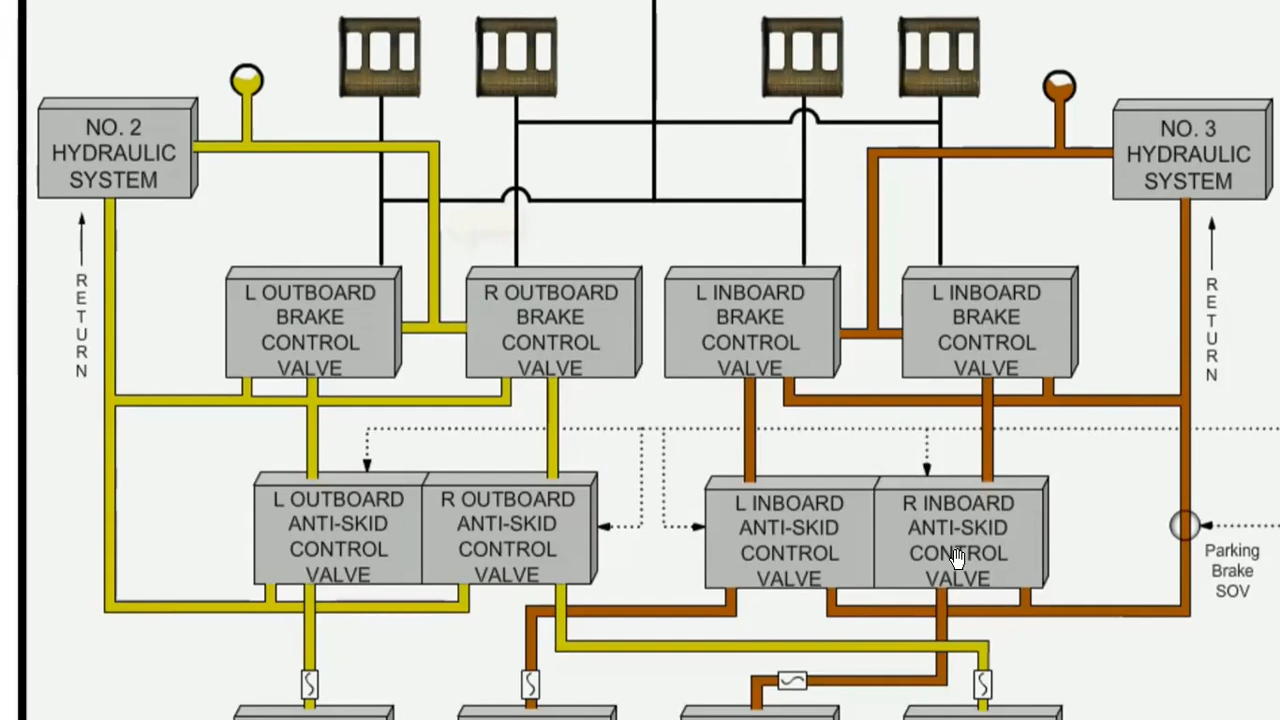 NO. 2
HYDRAULIC
SYSTEM
NO. 3
HYDRAULIC
SYSTEM
RETURN
RETURN
L OUTBOARD
BRAKE
CONTROL
VALVE
R OUTBOARD
BRAKE
CONTROL
VALVE
L INBOARD
BRAKE
CONTROL
VALVE
L INBOARD
BRAKE
CONTROL
VALVE
L OUTBOARD
ANTI-SKID
CONTROL
VALVE
R OUTBOARD
ANTI-SKID
CONTROL
VALVE
L INBOARD
ANTI-SKID
CONTROL
VALVE
R INBOARD
ANTI-SKID
CONTROL
VALVE
Parking
Brake
SOV